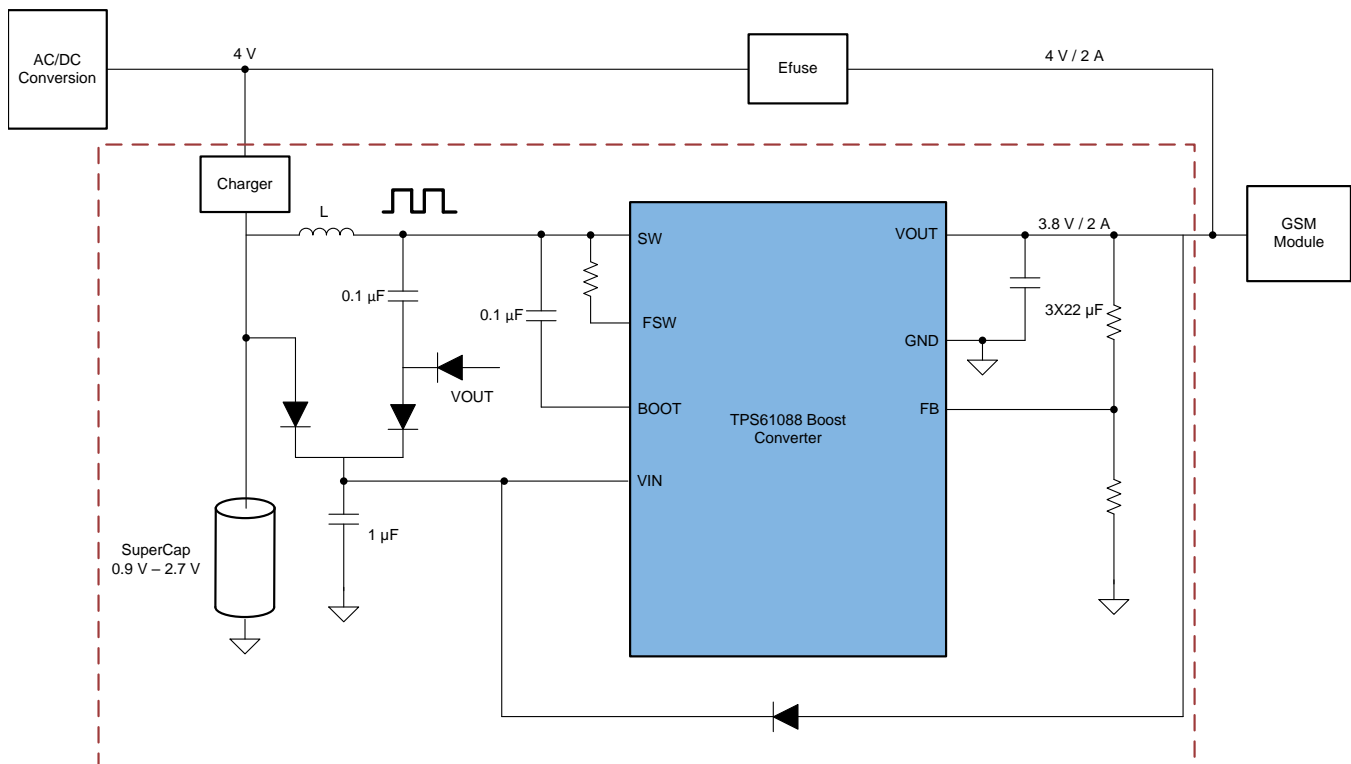 AC/DC
Conversion
4 V
Efuse
4 V / 2 A
Charger
L
SW
VOUT
3.8 V / 2 A
GSM
Module
0.1 µF
0.1 µF
FSW
3X22 µF
GND
VOUT
BOOT
FB
TPS61088 Boost
Converter
VIN
1 µF
SuperCap
0.9 V – 2.7 V